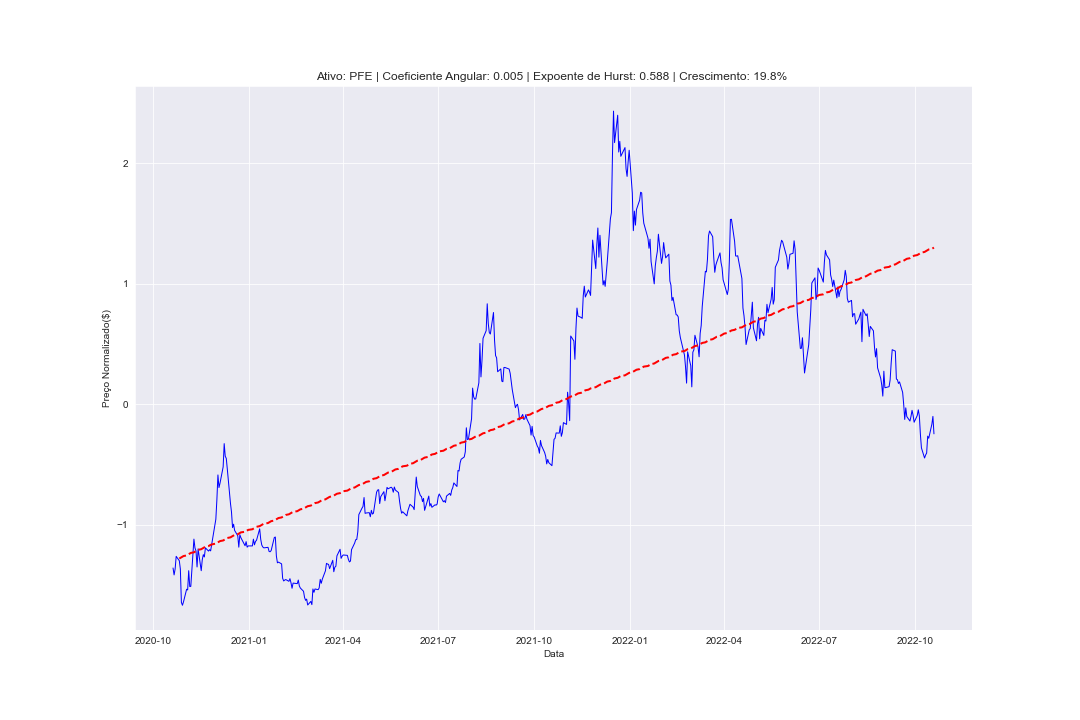 Ativo: PFE | Coeficiente Angular: 0.005 | Expoente de Hurst: 0.588 | Crescimento: 19.8%
Preço Normalizado($)
2
1
0
−1
2020-10 2021-01 2021-04 2021-07 2021-10 2022-01 2022-04 2022-07 2022-10
Data